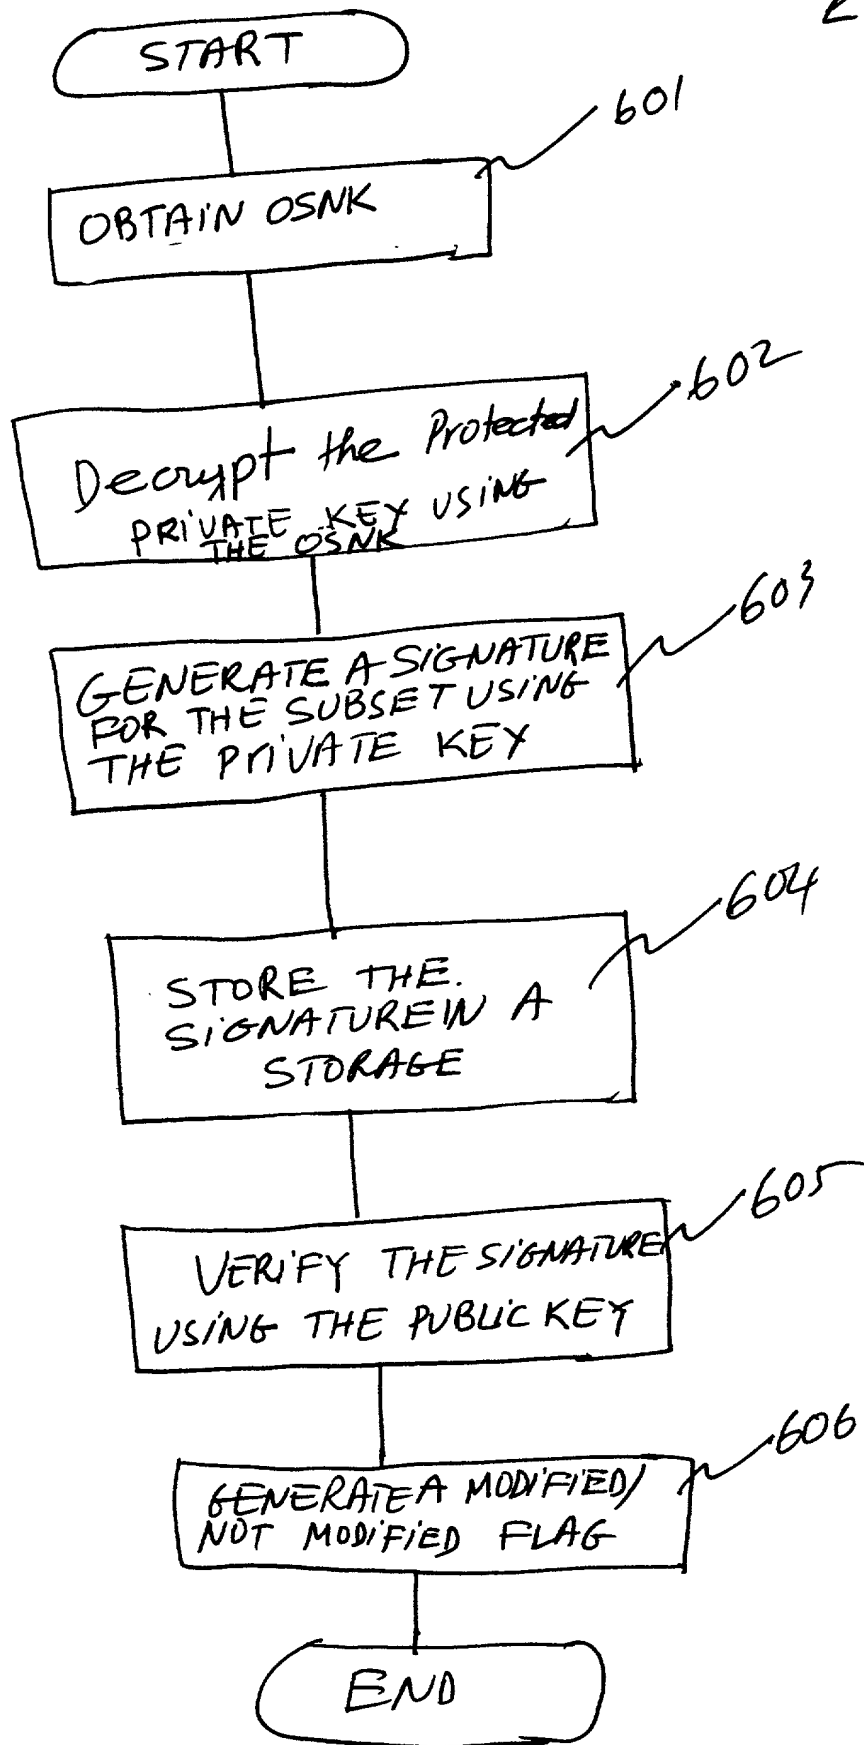 START
601
OBTAIN OSNK
602
Decrypt the Protected
PRIVATE KEY USING
THE OSNK
603
GENERATE A SIGNATURE
FOR THE SUBSET USING
THE PRIVATE KEY
604
STORE THE
SIGNATURE IN A
STORAGE
605
VERIFY THE SIGNATURE
USING THE PUBLIC KEY
606
GENERATE A MODIFIED/
NOT MODIFIED FLAG
END